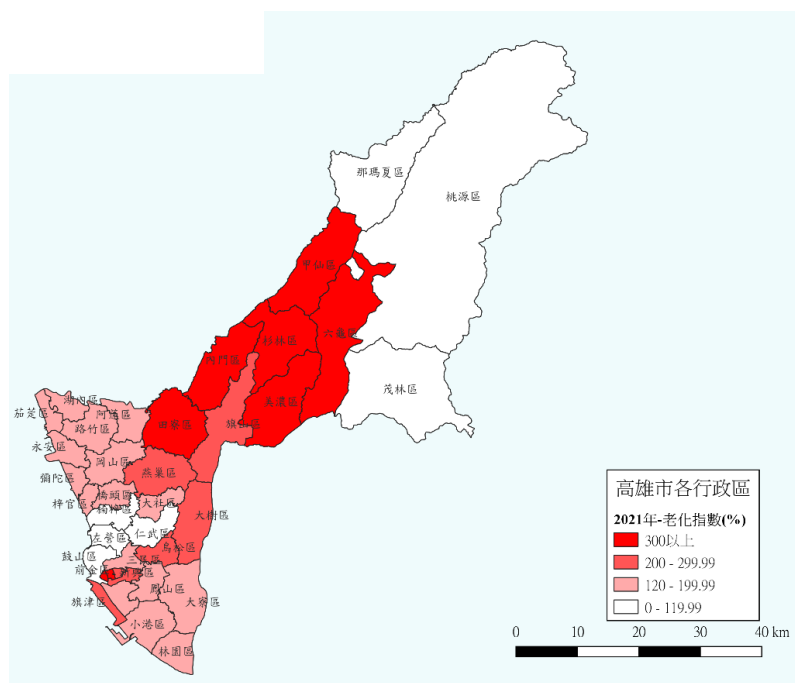 那瑪夏區
桃源區
甲仙區
六龜區
杉林區
內門區
茂林區
美濃區
湖內區
茄萣區
阿蓮區
路竹區
田寮區
旗山區
永安區
岡山區
燕巢區
彌陀區
橋頭區
梓官區
大社區
楠梓區
大樹區
左營區
仁武區
鳥松區
鼓山區
三民區
前金區
新興區
鳳山區
旗津區
大寮區
小港區
林園區
高雄市各行政區
2021年-老化指數(%)
300以上
200 - 299.99
120 - 199.99
0 - 119.99
0 10 20 30 40 km